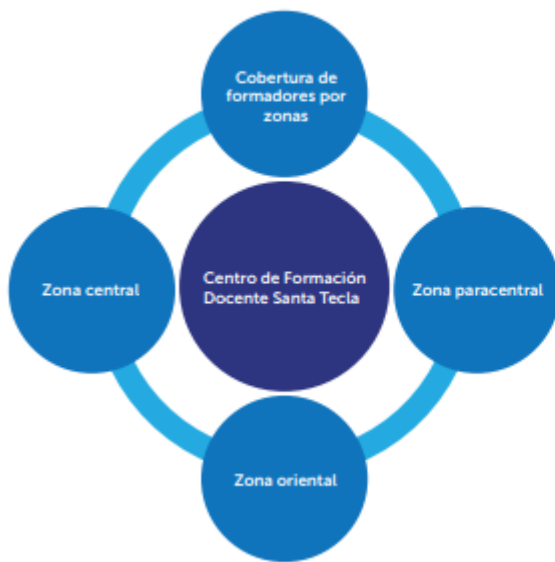 Cobertura de
formadores por
zonas
Zona central
Centro de Formación
Docente Santa Tecla
Zona paracentral
Zona oriental